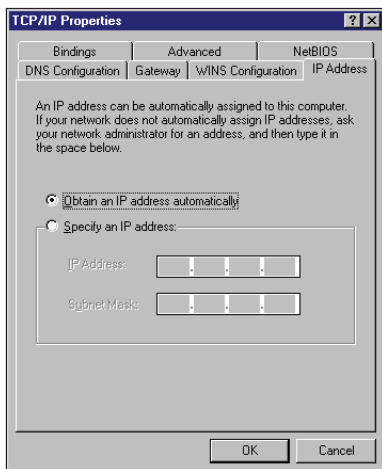 TCP/IP Properties
Bindings
Advanced
NetBIOS
DNS Configuration
Gateway
WINS Configuration
IP Address
An IP address can be automatically assigned to this computer.
If your network does not automatically assign IP addresses, ask
your network administrator for an address, and then type it in
the space below.
Obtain an IP address automatically
Specify an IP address:
IP Address:
Subnet Mask:
OK
Cancel